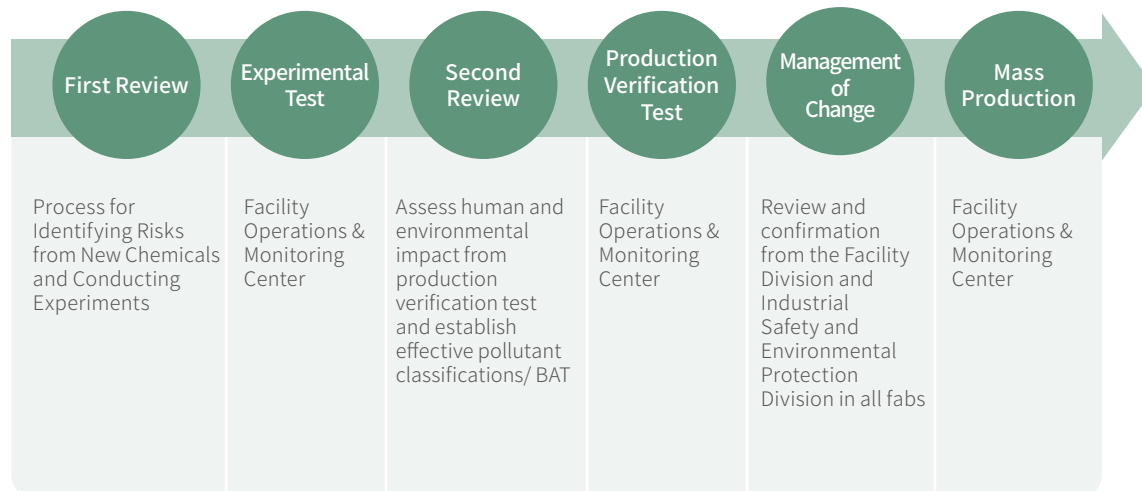 First Review
Experimental
Test
Second
Review
Production
Verification
Test
Management
of
Change
Mass
Production
Process for
Identifying Risks
from New Chemicals
and Conducting
Experiments
Facility
Operations &
Monitoring
Center
Assess human and
environmental
impact from
production
verification test
and establish
effective pollutant
classifications/ BAT
Facility
Operations &
Monitoring
Center
Review and
confirmation
from the Facility
Division and
Industrial
Safety and
Environmental
Protection
Division in all fabs
Facility
Operations &
Monitoring
Center